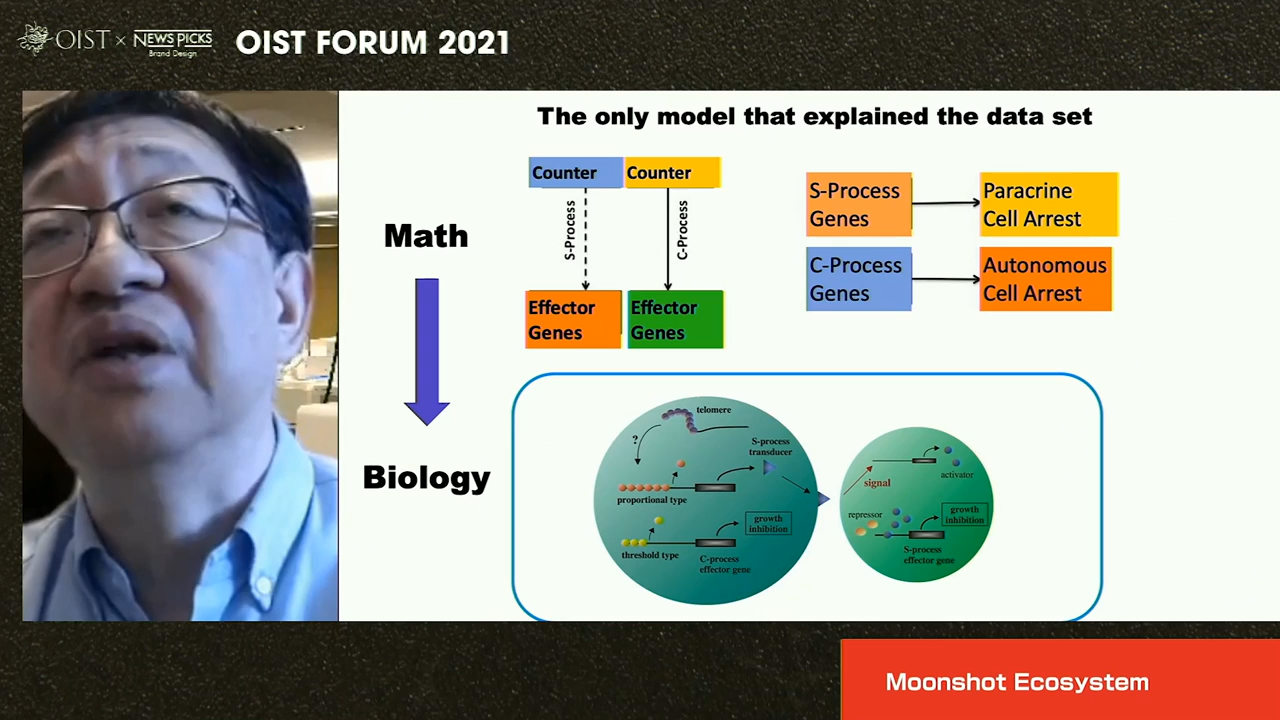 OIST × NEWSPICKS
Brand Design
OIST FORUM 2021
The only model that explained the data set
Math
Biology
Counter
Counter
S-Process
C-Process
Effector
Genes
Effector
Genes
S-Process
Genes
Paracrine
Cell Arrest
C-Process
Genes
Autonomous
Cell Arrest
telomere
?
S-process
transducer
proportional type
growth
inhibition
threshold type
C-process
effector gene
signal
activator
repressor
growth
inhibition
S-process
effector gene
Moonshot Ecosystem